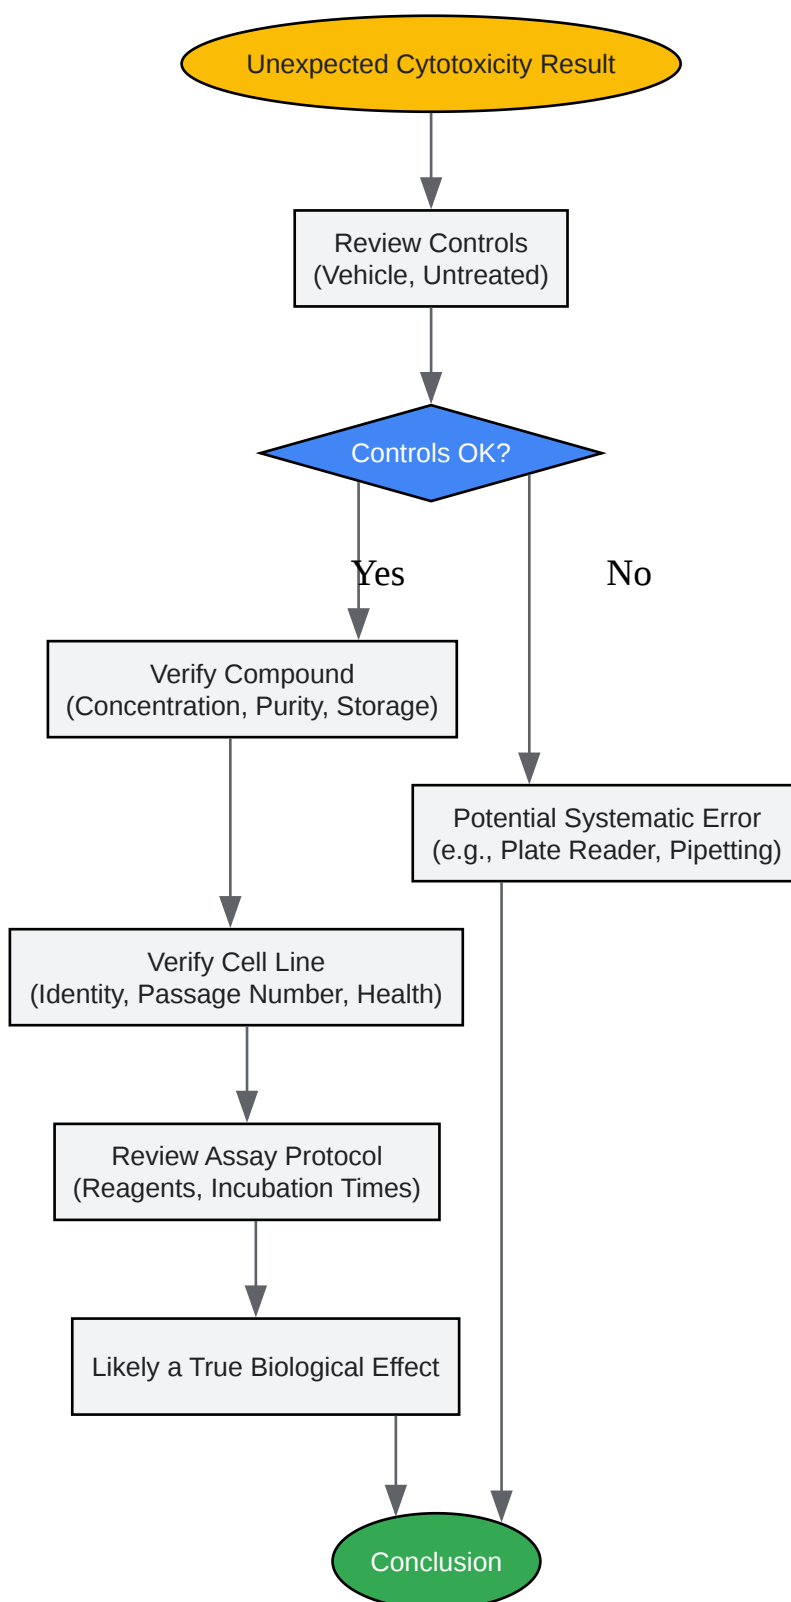 Unexpected Cytotoxicity Result
Review Controls
(Vehicle, Untreated)
Controls OK?
Yes
No
Verify Compound
(Concentration, Purity, Storage)
Potential Systematic Error
(e.g., Plate Reader, Pipetting)
Verify Cell Line
(Identity, Passage Number, Health)
Review Assay Protocol
(Reagents, Incubation Times)
Likely a True Biological Effect
Conclusion